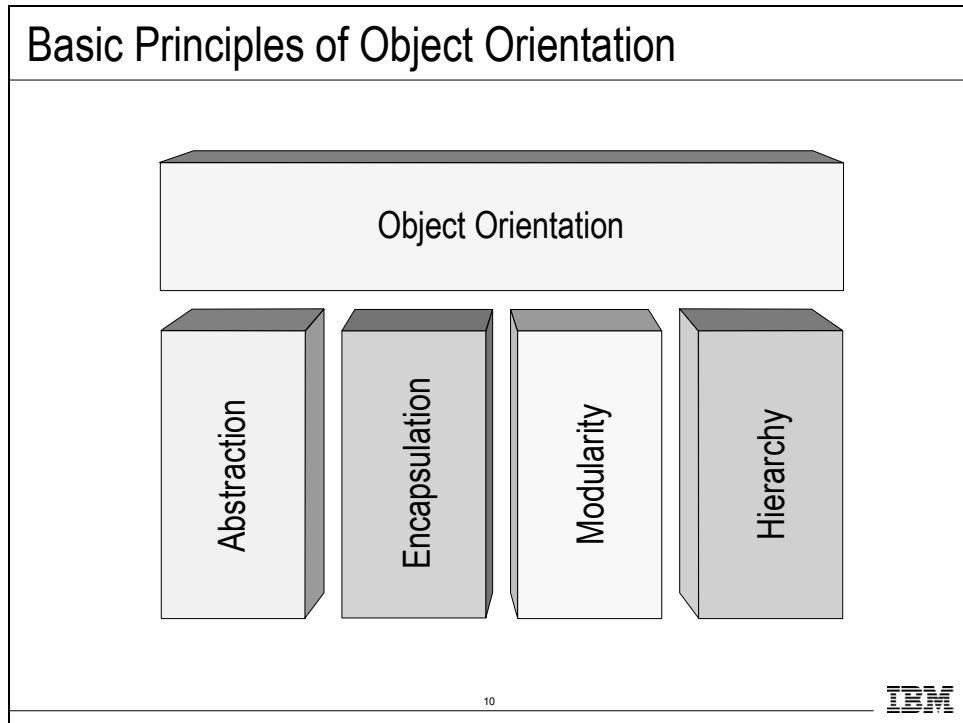 Basic Principles of Object Orientation
Object Orientation
Abstraction
Encapsulation
Modularity
Hierarchy
10
IBM